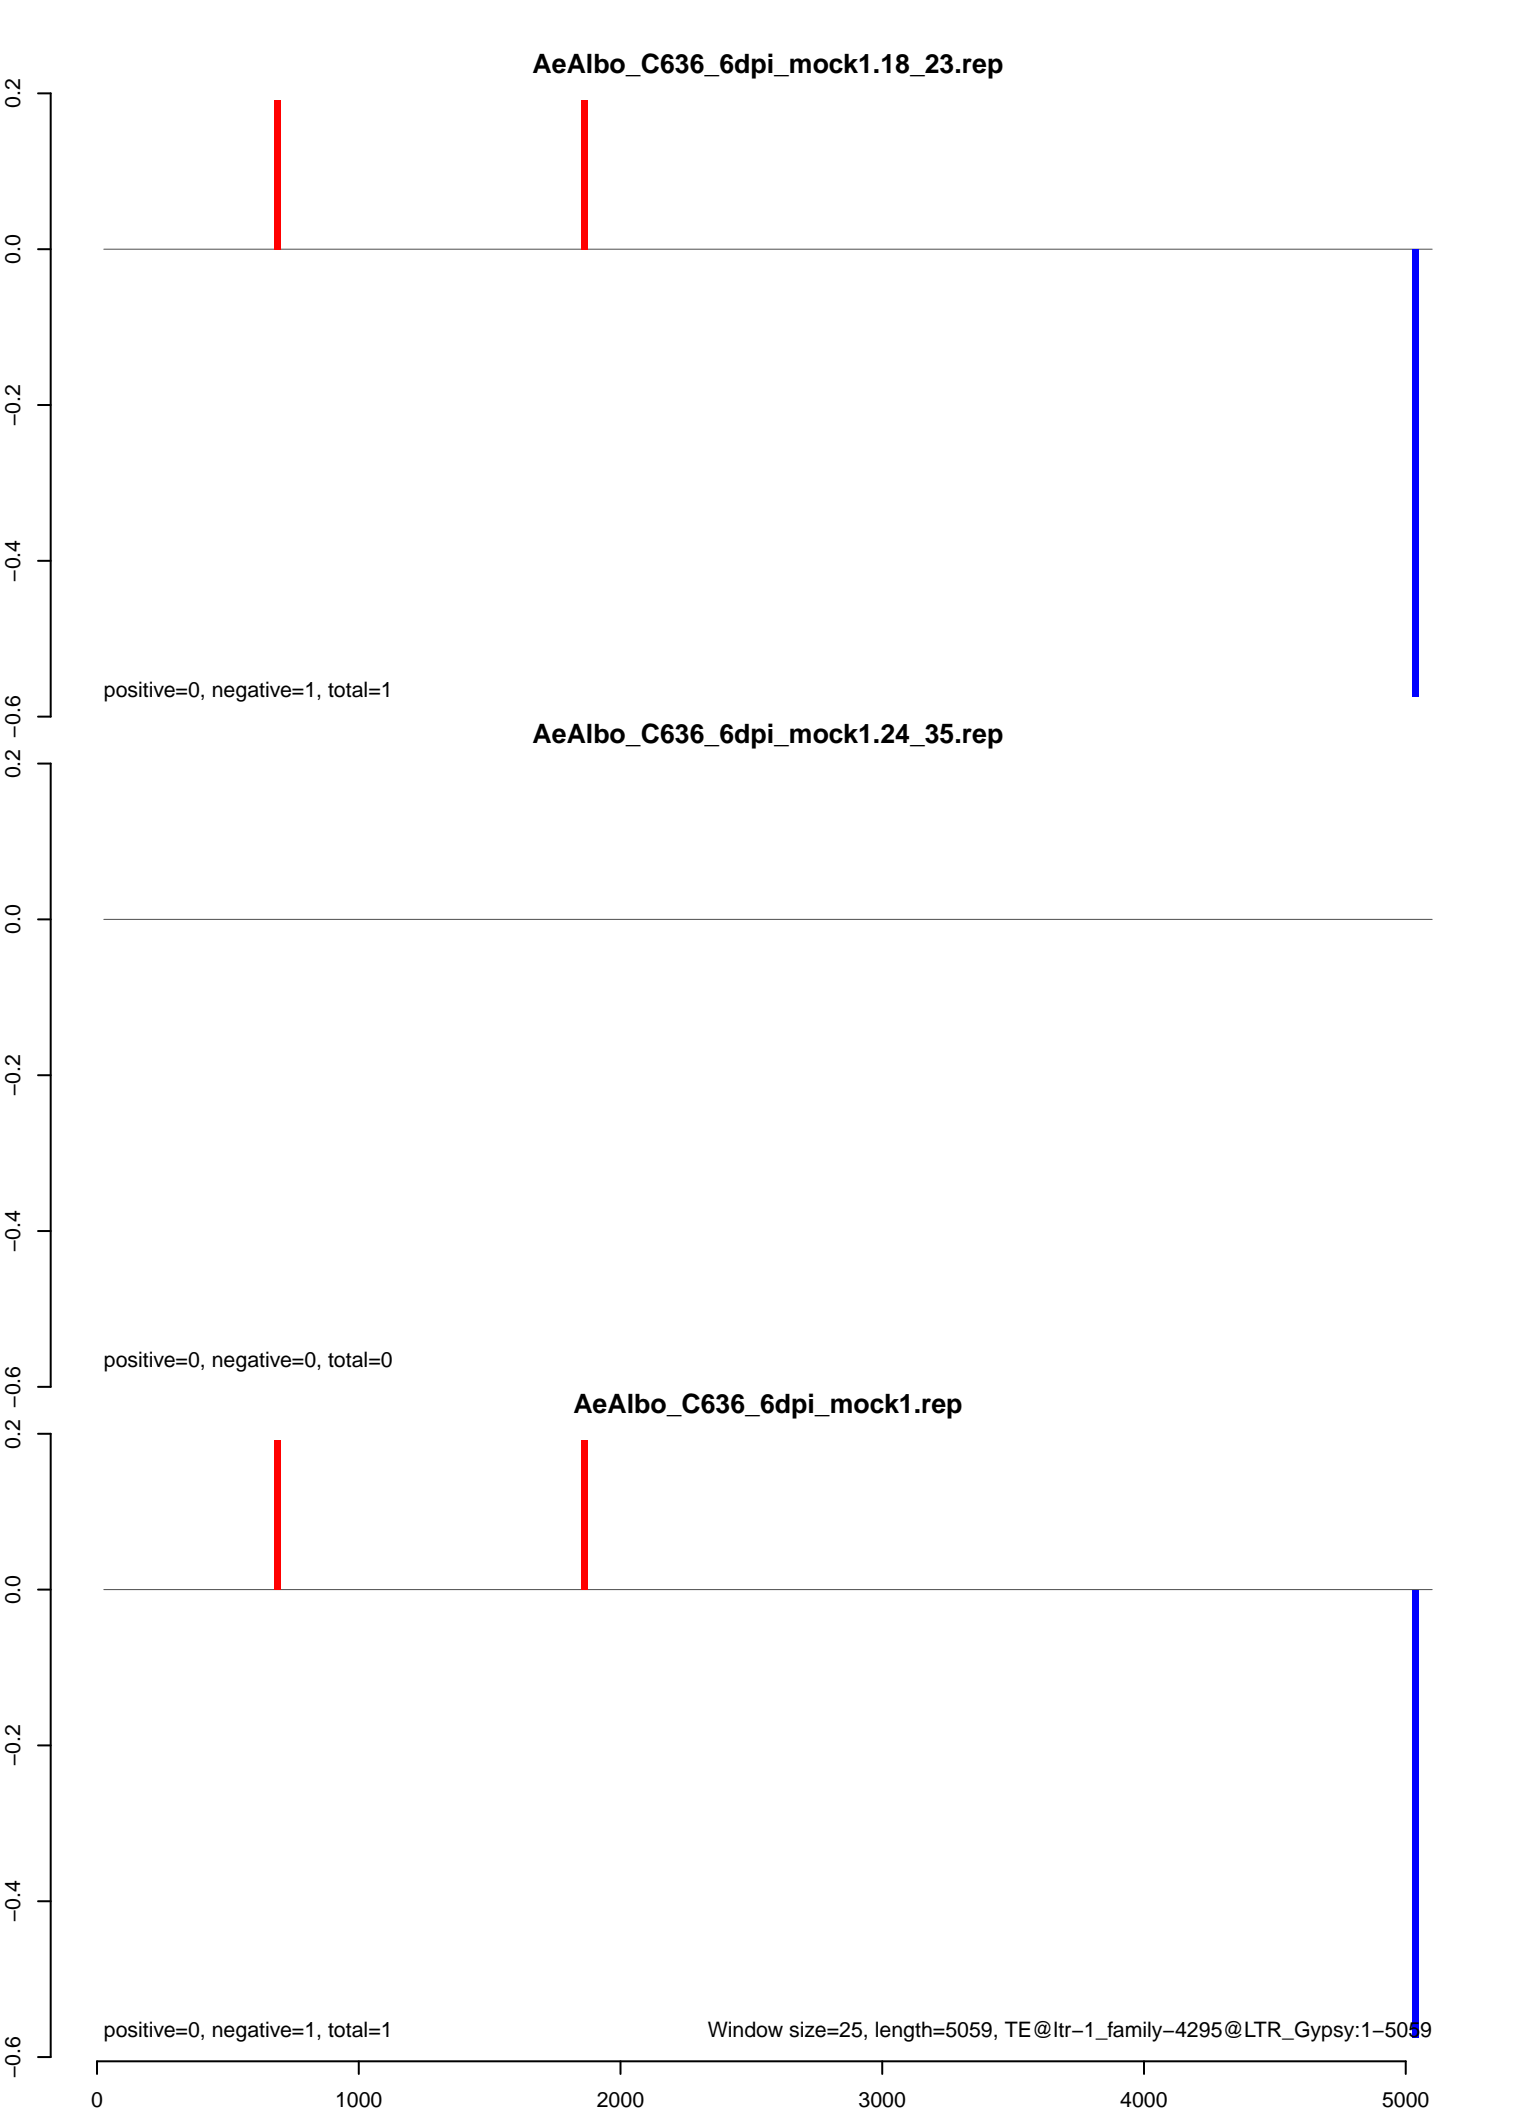 AeAlbo_C636_6dpi_mock1.18_23.rep
0.2
0.0
−0.2
−0.4
−0.6
positive=0, negative=1, total=1
AeAlbo_C636_6dpi_mock1.24_35.rep
0.2
0.0
−0.2
−0.4
−0.6
positive=0, negative=0, total=0
AeAlbo_C636_6dpi_mock1.rep
0.2
0.0
−0.2
−0.4
−0.6
positive=0, negative=1, total=1 Window size=25, length=5059, TE@ltr−1_family−4295@LTR_Gypsy:1−5059
0 1000 2000 3000 4000 5000